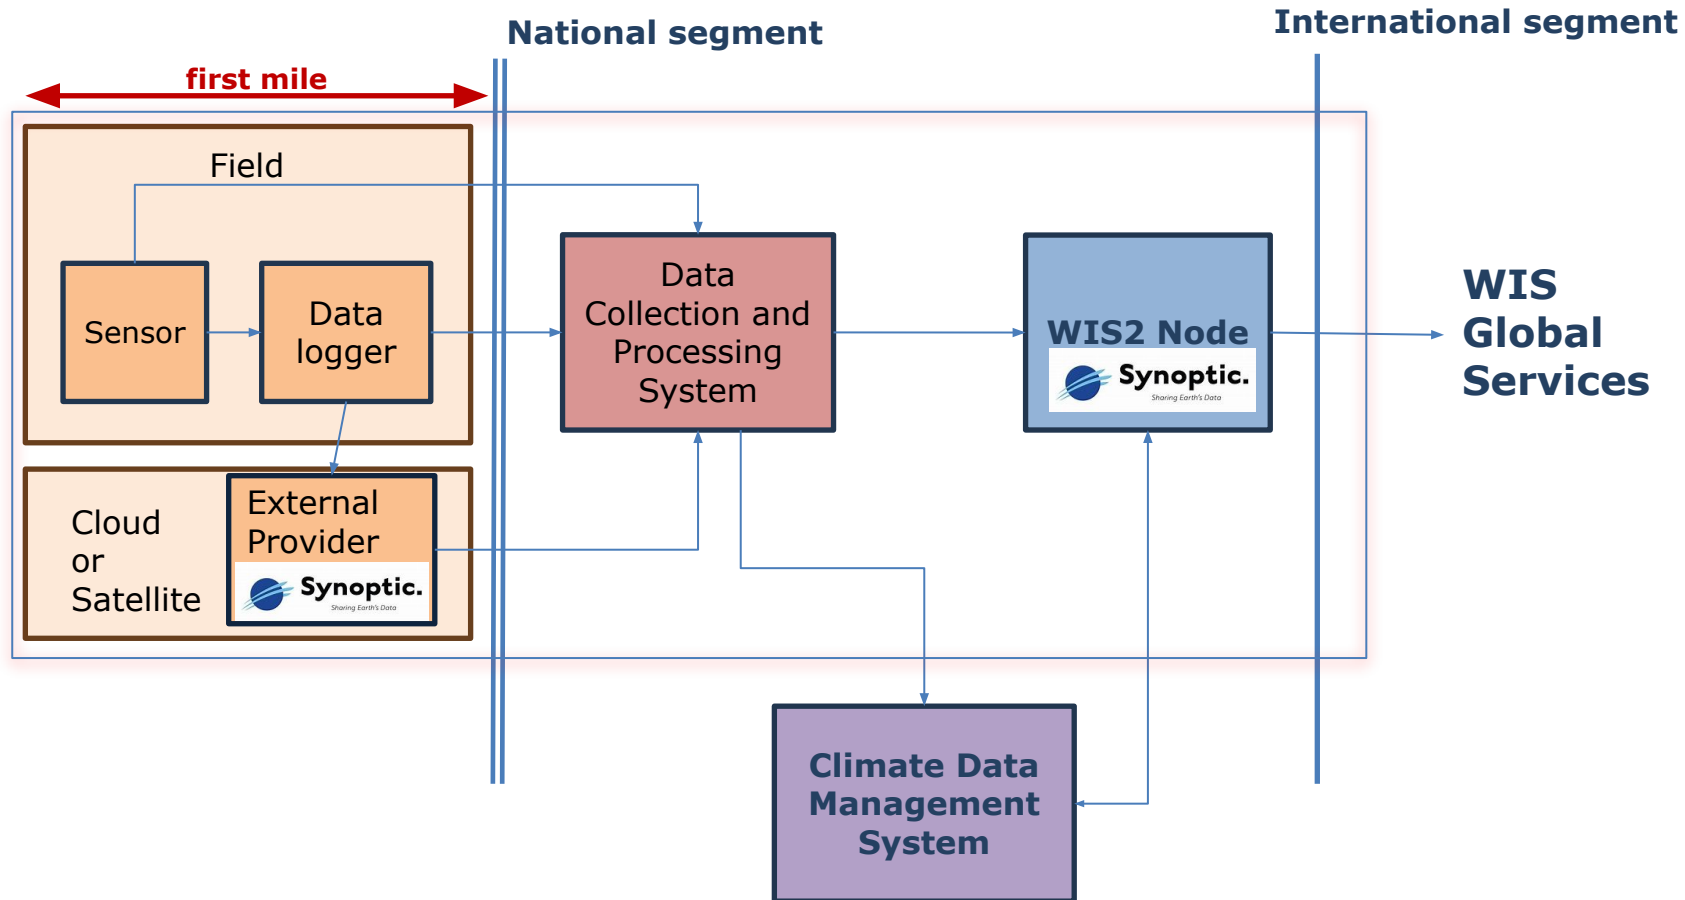 National segment
International segment
first mile
Field
Sensor
Data
logger
Data
Collection and
Processing
System
WIS2 Node
Synoptic.
Sharing Earth's Data
WIS
Global
Services
Cloud
or
Satellite
External
Provider
Synoptic.
Sharing Earth's Data
Climate Data
Management
System